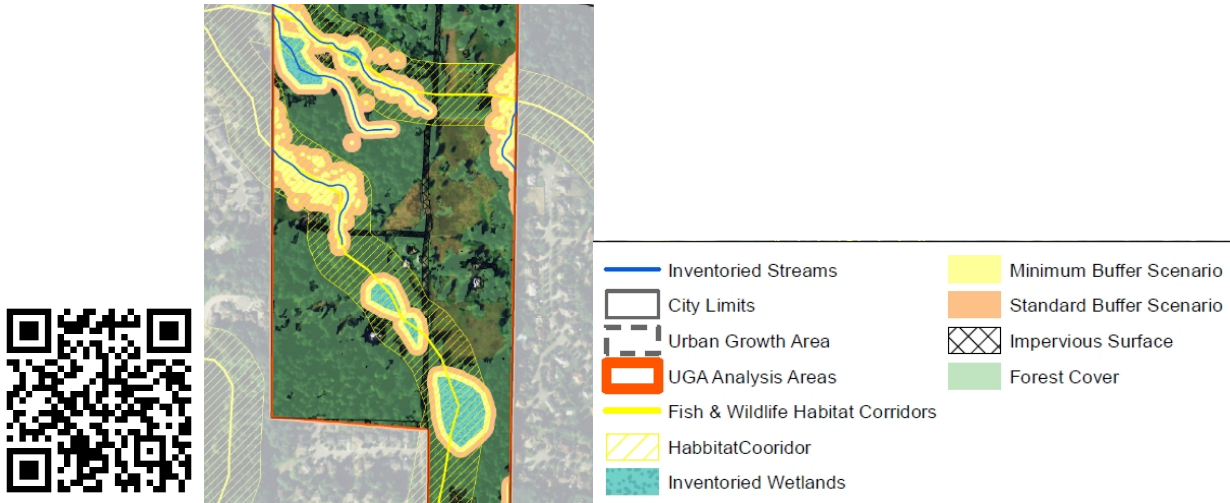 Inventoried Streams
City Limits
Urban Growth Area
UGA Analysis Areas
Fish & Wildlife Habitat Corridors
HabbitatCooridor
Inventoried Wetlands
Minimum Buffer Scenario
Standard Buffer Scenario
Impervious Surface
Forest Cover